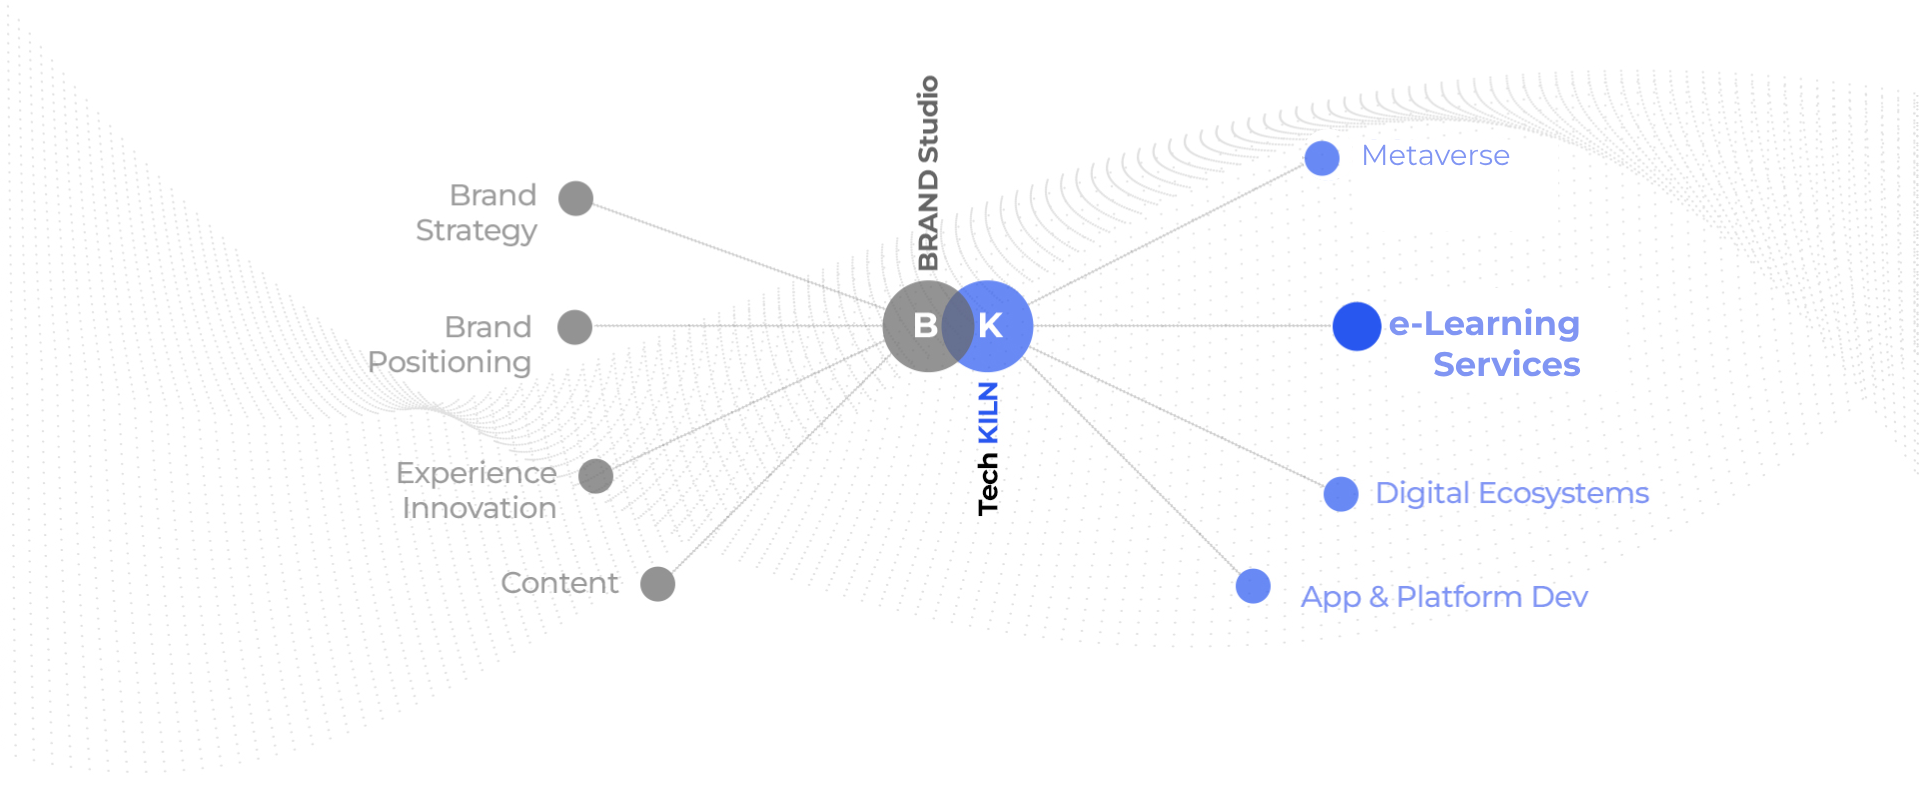 BRAND Studio
Brand
Strategy
Brand
Positioning
Experience
Innovation
Content
B K
Tech KILN
Metaverse
e-Learning
Services
Digital Ecosystems
App & Platform Dev